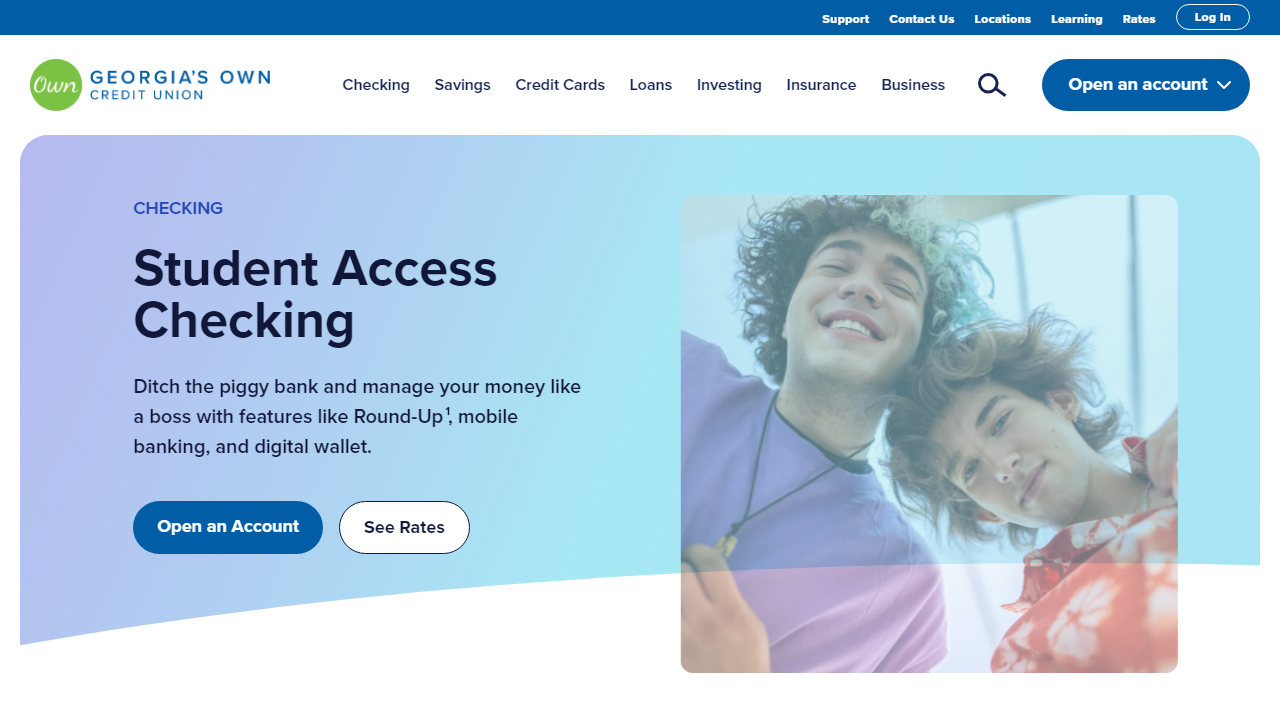 Support Contact Us Locations Learning Rates Log In
Own GEORGIA'S OWN
CREDIT UNION
Checking Savings Credit Cards Loans Investing Insurance Business Open an account
CHECKING
Student Access
Checking
Ditch the piggy bank and manage your money like
a boss with features like Round-Up¹, mobile
banking, and digital wallet.
Open an Account See Rates